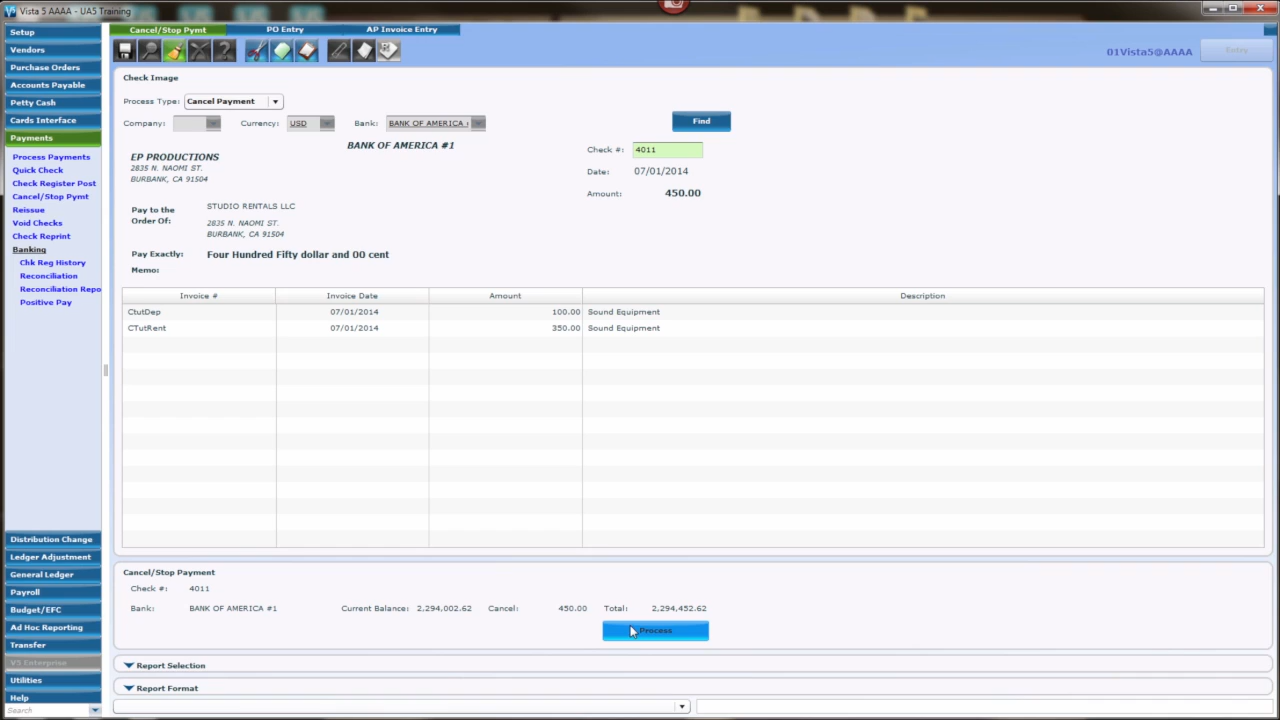 Vista 5 AAAA - UA5 Training
Setup
Vendors
Purchase Orders
Accounts Payable
Petty Cash
Cards Interface
Payments
Process Payments
Quick Check
Check Register Post
Cancel/Stop Pymt
Reissue
Void Checks
Check Reprint
Banking
Chk Reg History
Reconciliation
Reconciliation Repo
Positive Pay
Distribution Change
Ledger Adjustment
General Ledger
Payroll
Budget/EFC
Ad Hoc Reporting
Transfer
V5 Enterprise
Utilities
Help
Search
Cancel/Stop Pymt PO Entry AP Invoice Entry
01Vista5@AAAA Entry
Check Image
Process Type: Cancel Payment
Company: Currency: USD Bank: BANK OF AMERICA Find
BANK OF AMERICA #1
Check #: 4011
EP PRODUCTIONS
2835 N. NAOMI ST.
BURBANK, CA 91504
Date: 07/01/2014
Amount: 450.00
Pay to the
Order Of:
STUDIO RENTALS LLC
2835 N. NAOMI ST.
BURBANK, CA 91504
Pay Exactly: Four Hundred Fifty dollar and 00 cent
Memo:
Invoice # Invoice Date Amount Description
CtutDep 07/01/2014 100.00 Sound Equipment
CTutRent 07/01/2014 350.00 Sound Equipment
Cancel/Stop Payment
Check #: 4011
Bank: BANK OF AMERICA #1 Current Balance: 2,294,002.62 Cancel: 450.00 Total: 2,294,452.62
Process
Report Selection
Report Format